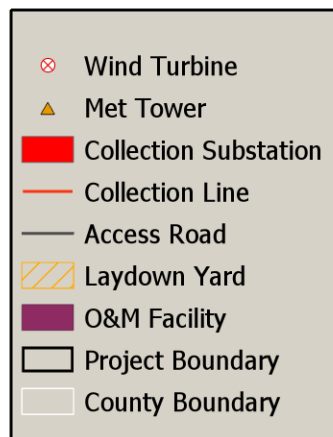 Wind Turbine
Met Tower
Collection Substation
Collection Line
Access Road
Laydown Yard
O&M Facility
Project Boundary
County Boundary